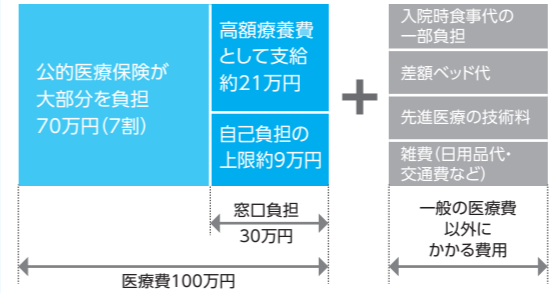 公的医療保険が
大部分を負担
70万円(7割)
高額療養費
として支給
約21万円
自己負担の
上限約9万円
+
入院時食事代の
一部負担
差額ベッド代
先進医療の技術料
雑費(日用品代・
交通費など)
窓口負担
30万円
医療費100万円
一般の医療費
以外に
かかる費用